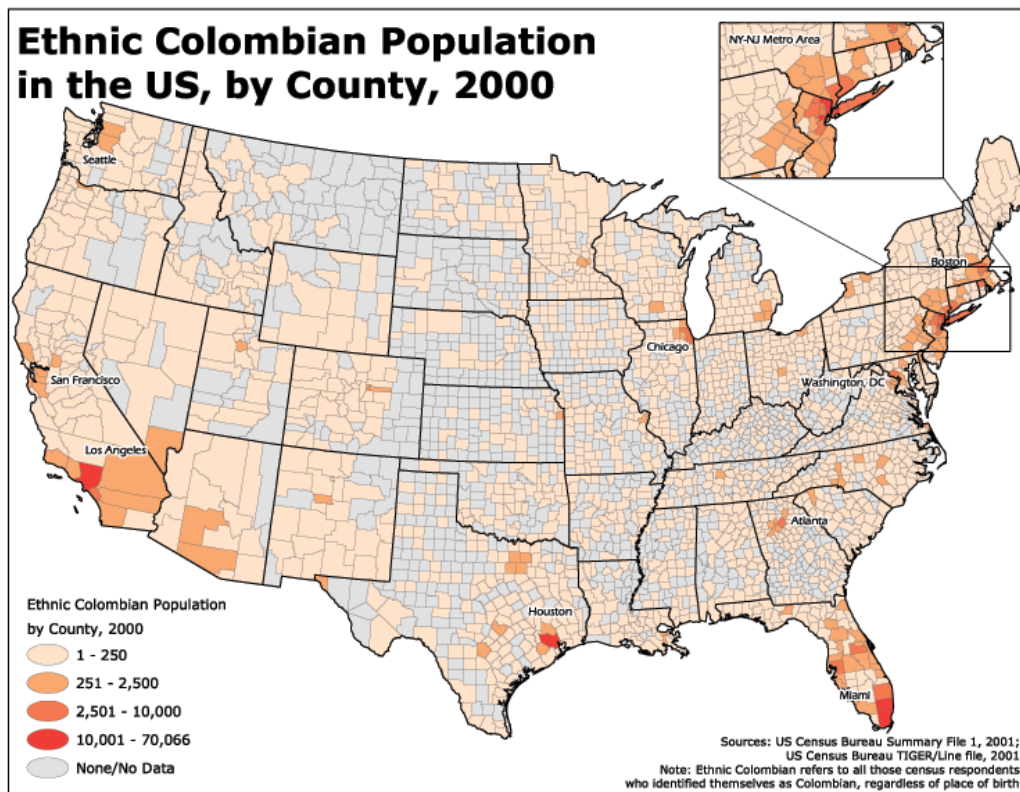 Ethnic Colombian Population
in the US, by County, 2000
NY-NJ Metro Area
Seattle
Boston
Chicago
San Francisco
Washington, DC
Los Angeles
Atlanta
Houston
Miami
Ethnic Colombian Population
by County, 2000
1 - 250
251 - 2,500
2,501 - 10,000
10,001 - 70,066
None/No Data
Sources: US Census Bureau Summary File 1, 2001;
US Census Bureau TIGER/Line file, 2001
Note: Ethnic Colombian refers to all those census respondents
who identified themselves as Colombian, regardless of place of birth